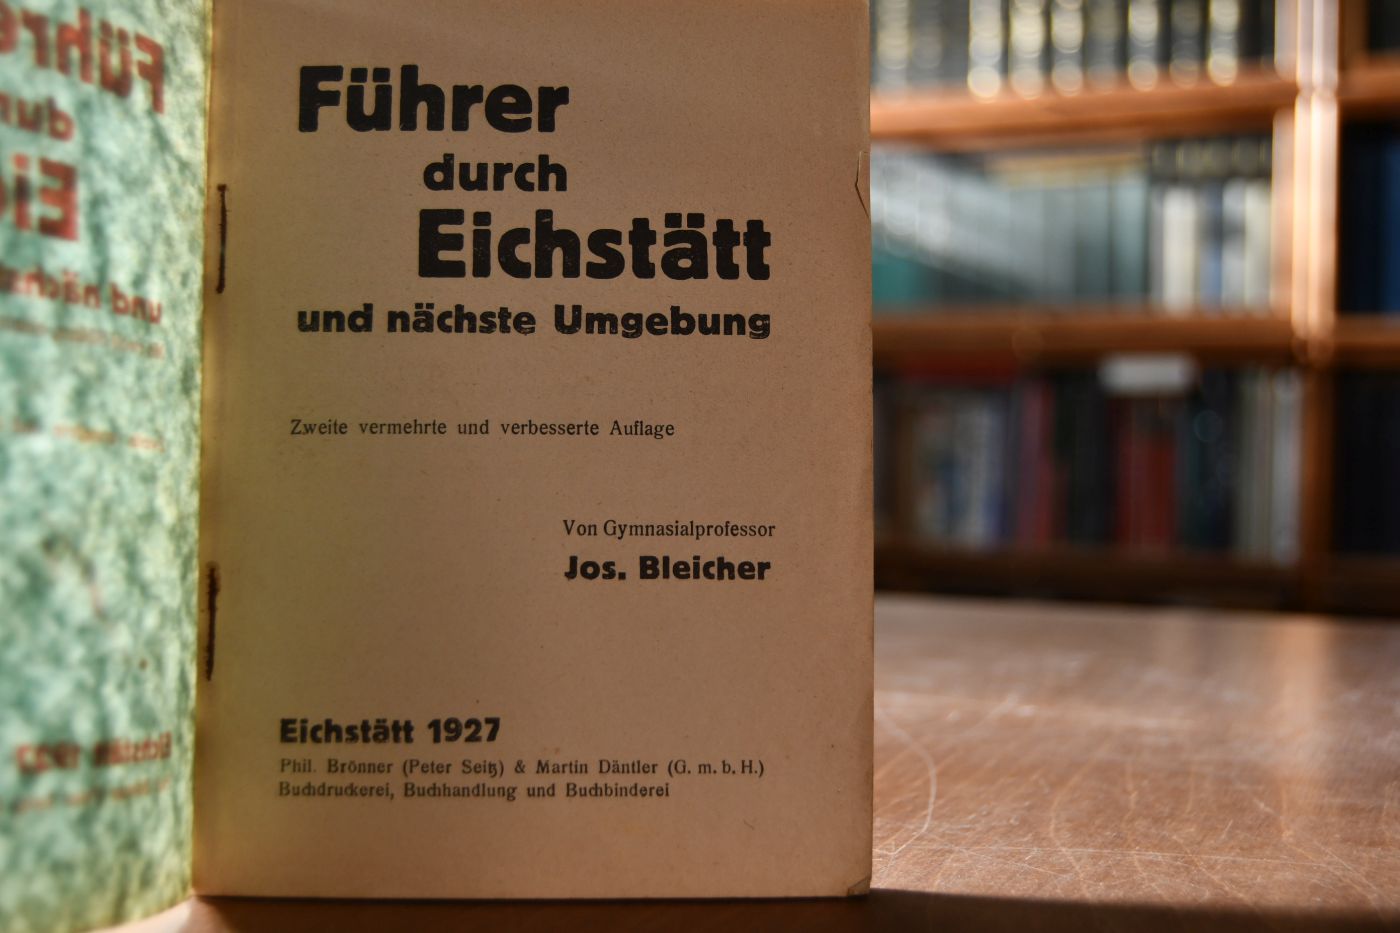 Führer
durch
Eichstätt
und nächste Umgebung
Zweite vermehrte und verbesserte Auflage
Von Gymnasialprofessor
Jos. Bleicher
Eichstätt 1927
Phil. Brönner (Peter Seitz) & Martin Däntler (G. m. b. H.)
Buchdruckerei, Buchhandlung und Buchbinderei